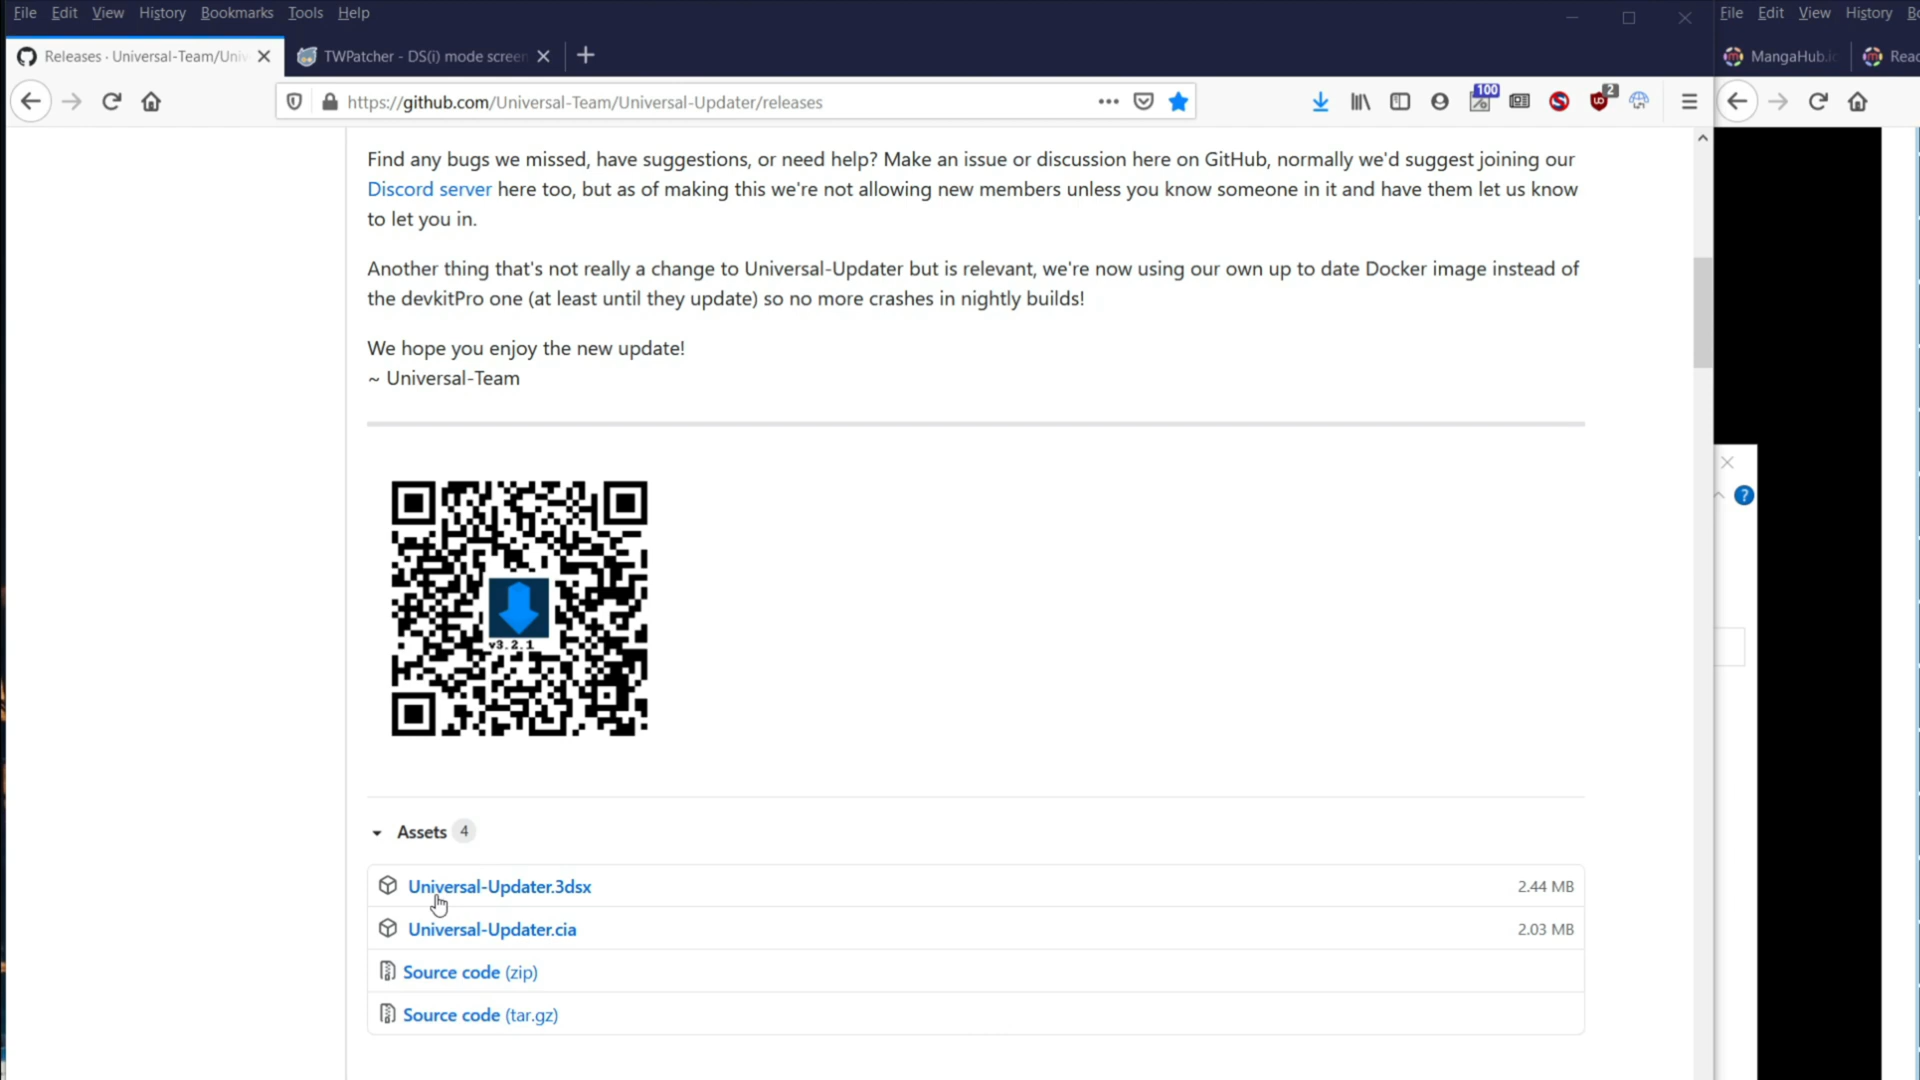 File Edit View History Bookmarks Tools Help
File Edit View History
Releases · Universal-Team/Univ
TWPatcher - DS(i) mode screen
MangaHub.i
Read
https://github.com/Universal-Team/Universal-Updater/releases
100
2
Find any bugs we missed, have suggestions, or need help? Make an issue or discussion here on GitHub, normally we'd suggest joining our
Discord server here too, but as of making this we're not allowing new members unless you know someone in it and have them let us know
to let you in.
Another thing that's not really a change to Universal-Updater but is relevant, we're now using our own up to date Docker image instead of
the devkitPro one (at least until they update) so no more crashes in nightly builds!
We hope you enjoy the new update!
~ Universal-Team
v3.2.1
Assets 4
Universal-Updater.3dsx 2.44 MB
Universal-Updater.cia 2.03 MB
Source code (zip)
Source code (tar.gz)